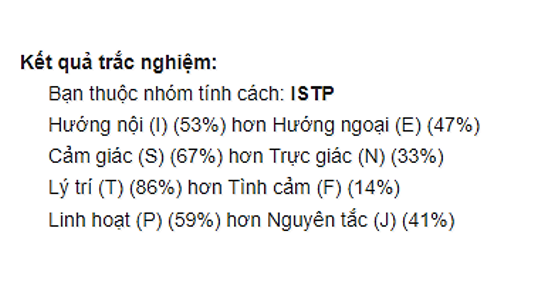 Kết quả trắc nghiệm:
Bạn thuộc nhóm tính cách: ISTP
Hướng nội (I) (53%) hơn Hướng ngoại (E) (47%)
Cảm giác (S) (67%) hơn Trực giác (N) (33%)
Lý trí (T) (86%) hơn Tình cảm (F) (14%)
Linh hoạt (P) (59%) hơn Nguyên tắc (J) (41%)